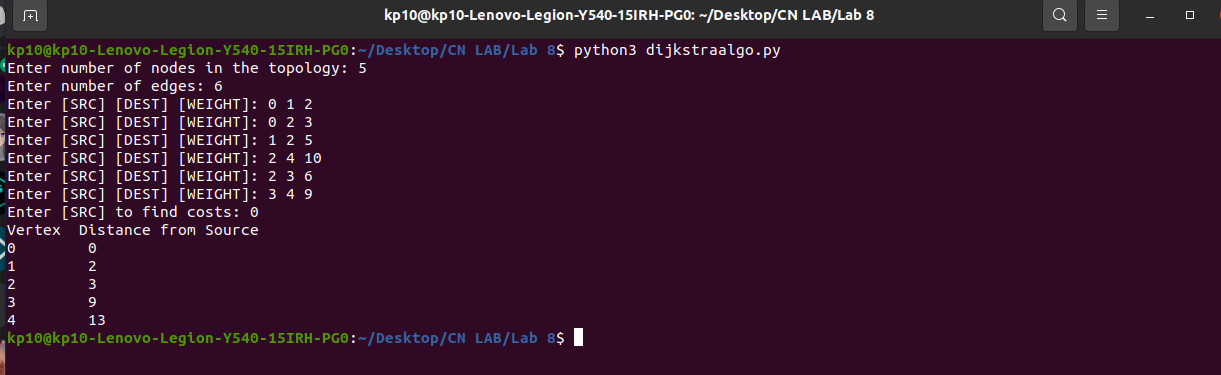 kp10@kp10-Lenovo-Legion-Y540-15IRH-PG0: ~/Desktop/CN LAB/Lab 8
kp10@kp10-Lenovo-Legion-Y540-15IRH-PG0:~/Desktop/CN LAB/Lab 8$ python3 dijkstraalgo.py
Enter number of nodes in the topology: 5
Enter number of edges: 6
Enter [SRC] [DEST] [WEIGHT]: 0 1 2
Enter [SRC] [DEST] [WEIGHT]: 0 2 3
Enter [SRC] [DEST] [WEIGHT]: 1 2 5
Enter [SRC] [DEST] [WEIGHT]: 2 4 10
Enter [SRC] [DEST] [WEIGHT]: 2 3 6
Enter [SRC] [DEST] [WEIGHT]: 3 4 9
Enter [SRC] to find costs: 0
Vertex  Distance from Source
0        0
1        2
2        3
3        9
4        13
kp10@kp10-Lenovo-Legion-Y540-15IRH-PG0:~/Desktop/CN LAB/Lab 8$